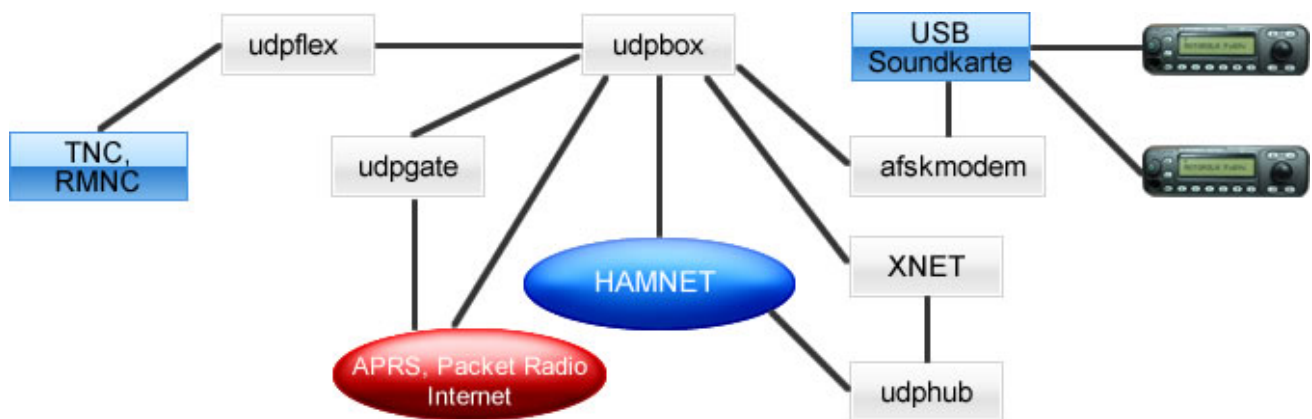 udpflex
udpbox
USB
Soundkarte
TNC,
RMNC
udpgate
afskmodem
HAMNET
XNET
APRS, Packet Radio
Internet
udphub